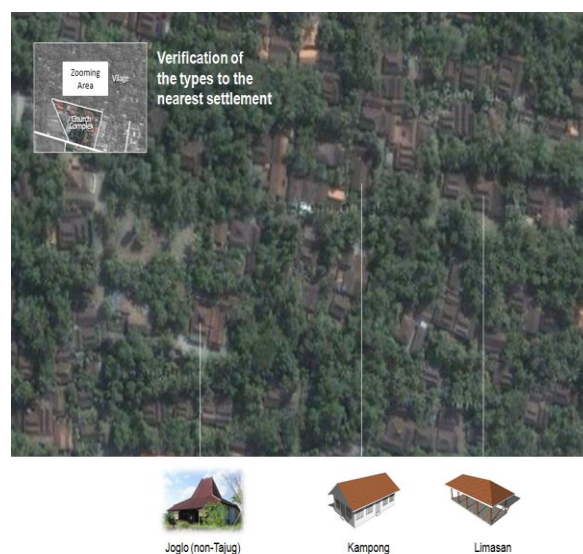 Zooming
Area
Village
Church
Complex
Verification of
the types to the
nearest settlement
Joglo (non-Tajug)
Kampong
Limasan